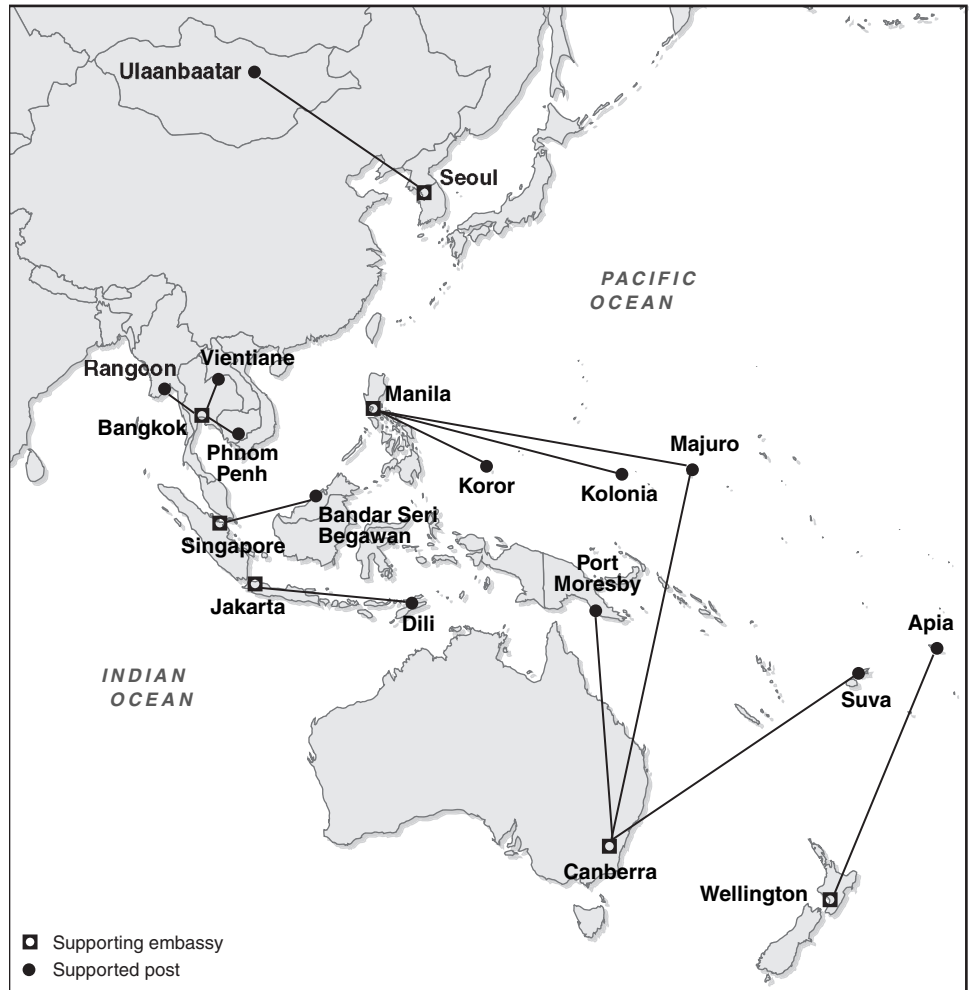 Ulaanbaatar
Seoul
PACIFIC
OCEAN
Vientiane
Rangoon
Manila
Bangkok
Phnom
Penh
Majuro
Koror
Kolonia
Bandar Seri
Begawan
Singapore
Port
Moresby
Jakarta
Dili
Apia
INDIAN
OCEAN
Suva
Canberra
Wellington
Supporting embassy
Supported post